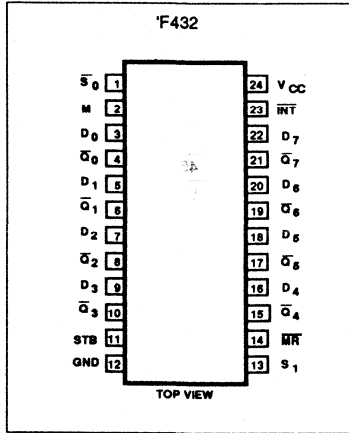 'F432
S̅0 1 24 VCC
M 2 23 I̅N̅T̅
D0 3 22 D7
Q̅0 4 21 Q̅7
D1 5 20 D6
Q̅1 6 19 Q̅6
D2 7 18 D5
Q̅2 8 17 Q̅5
D3 9 16 D4
Q̅3 10 15 Q̅4
STB 11 14 M̅R̅
GND 12 13 S1
TOP VIEW